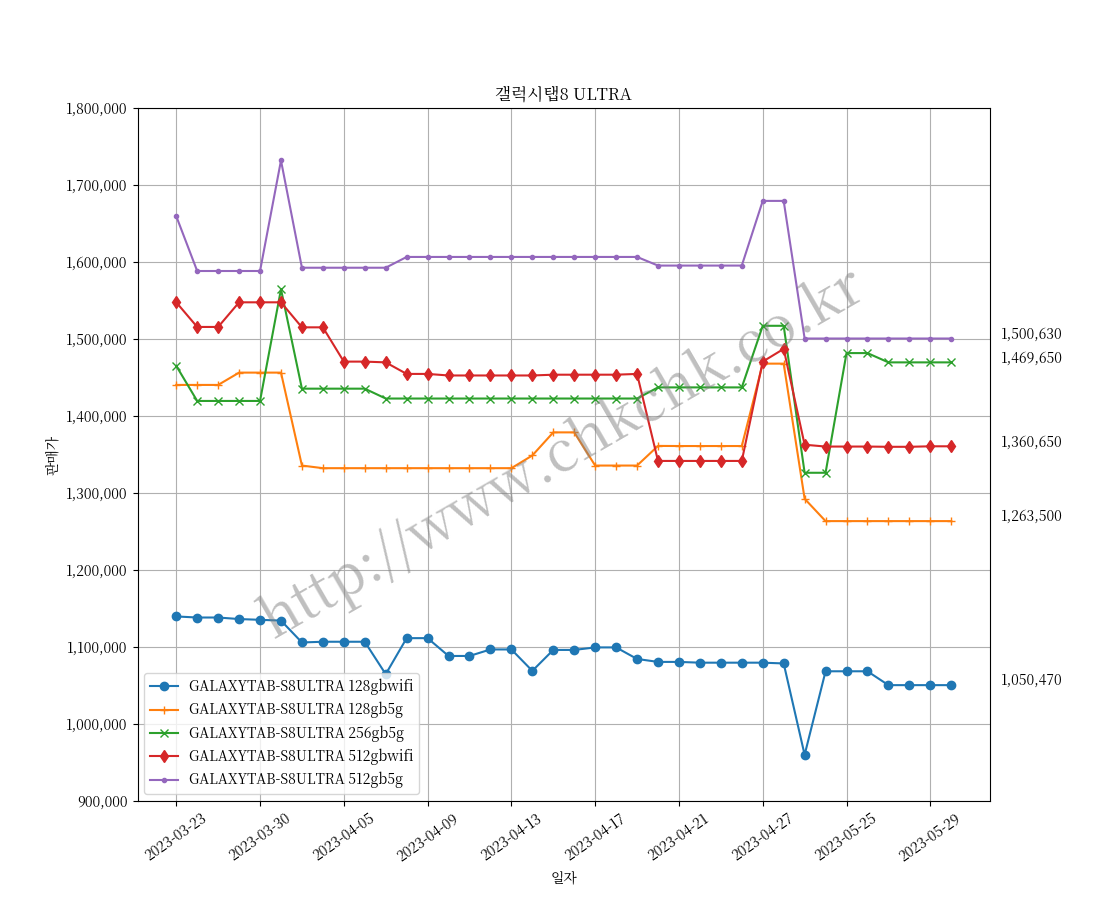 갤럭시탭8 ULTRA
1,800,000
1,700,000
1,600,000
1,500,000
1,400,000
1,300,000
1,200,000
1,100,000
1,000,000
900,000
판매가
1,500,630
1,469,650
1,360,650
1,263,500
1,050,470
http://www.chkchk.co.kr
GALAXYTAB-S8ULTRA 128gbwifi
GALAXYTAB-S8ULTRA 128gb5g
GALAXYTAB-S8ULTRA 256gb5g
GALAXYTAB-S8ULTRA 512gbwifi
GALAXYTAB-S8ULTRA 512gb5g
2023-03-23
2023-03-30
2023-04-05
2023-04-09
2023-04-13
2023-04-17
2023-04-21
2023-04-27
2023-05-25
2023-05-29
일자